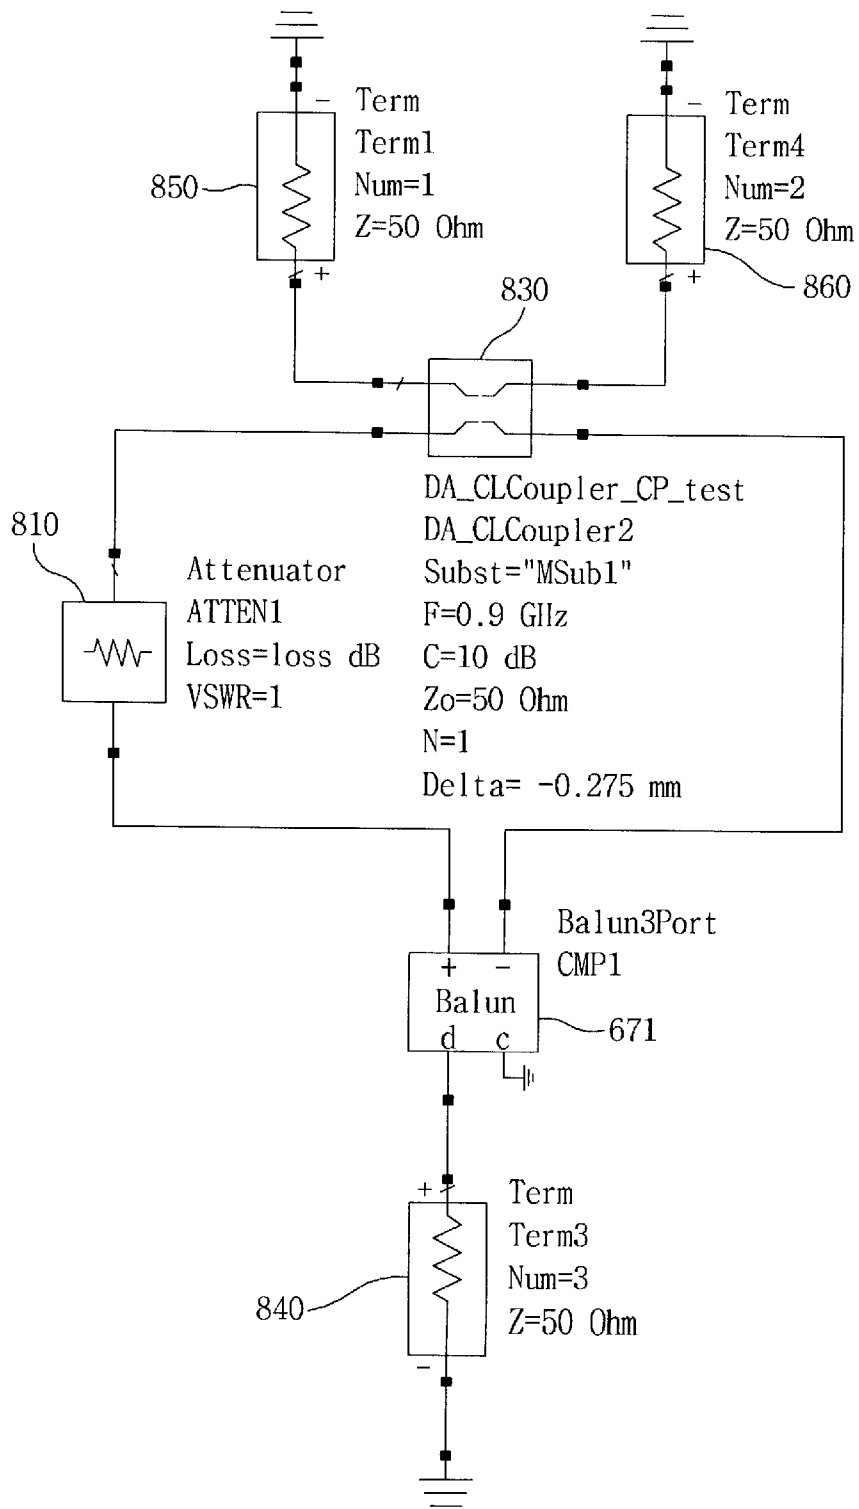 - Term
Term1
850
Num=1
Z=50 Ohm
+
- Term
Term4
Num=2
Z=50 Ohm
+
860
830
DA_CLCoupler_CP_test
DA_CLCoupler2
Subst="MSub1"
F=0.9 GHz
C=10 dB
Zo=50 Ohm
N=1
Delta= -0.275 mm
810
Attenuator
ATTEN1
Loss=loss dB
VSWR=1
Balun3Port
CMP1
+ -
Balun
d c
671
+
Term
Term3
Num=3
Z=50 Ohm
840
-